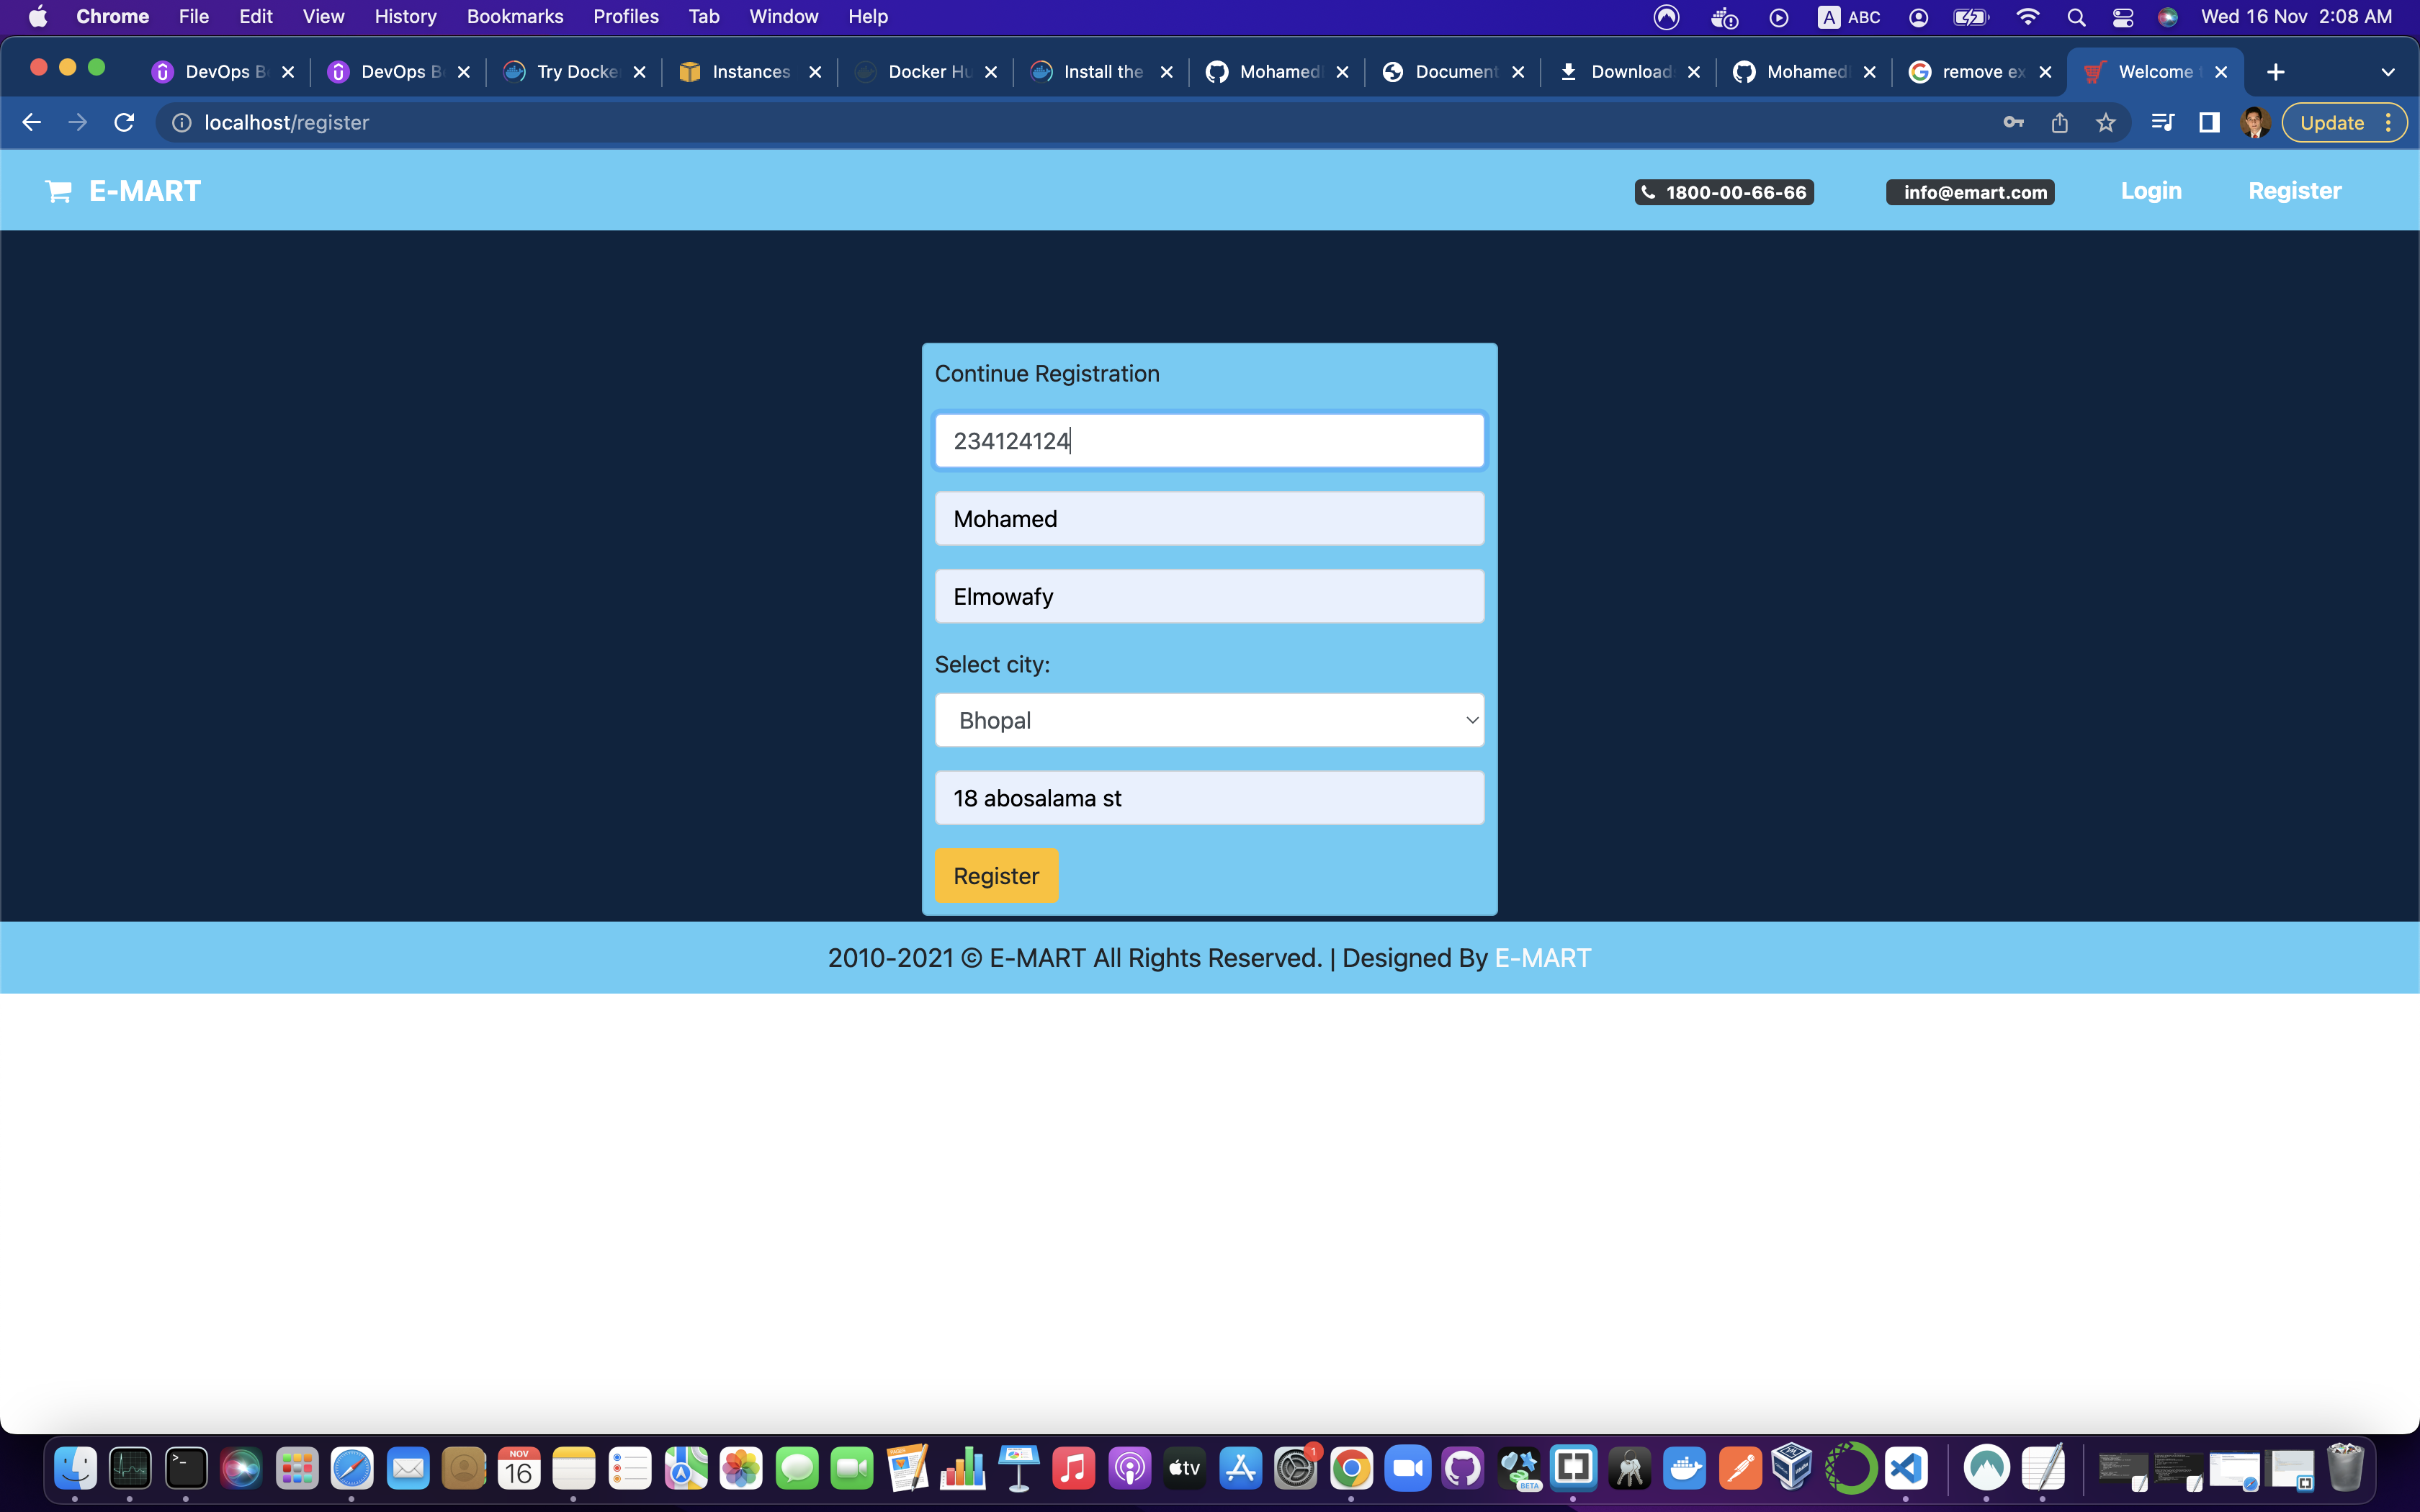 Chrome File Edit View History Bookmarks Profiles Tab Window Help A ABC Wed 16 Nov 2:08 AM
DevOps B DevOps B Try Docke Instances Docker Hu Install the Mohamed Document Download Mohamed remove ex Welcome
localhost/register Update
E-MART 1800-00-66-66 info@emart.com Login Register
Continue Registration
234124124
Mohamed
Elmowafy
Select city:
Bhopal
18 abosalama st
Register
2010-2021 © E-MART All Rights Reserved. | Designed By E-MART
NOV
16
tv
BETA
1